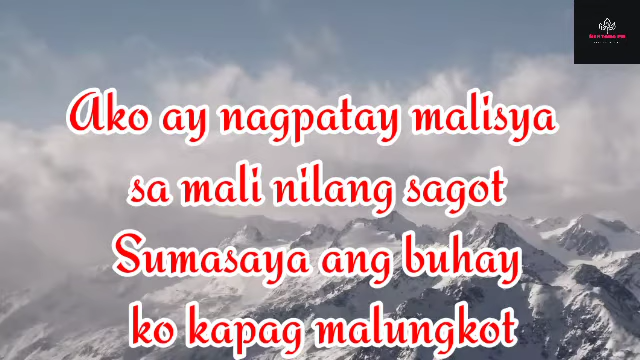 Ako ay nagpatay malisya
sa mali nilang sagot
Sumasaya ang buhay
ko kapag malungkot